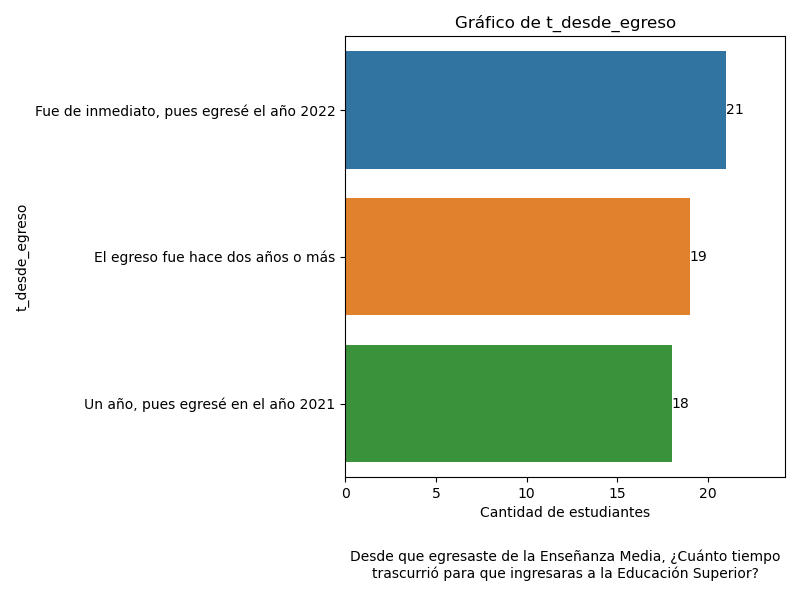 Gráfico de t_desde_egreso
Fue de inmediato, pues egresé el año 2022
21
El egreso fue hace dos años o más
19
Un año, pues egresé en el año 2021
18
t_desde_egreso
0 5 10 15 20
Cantidad de estudiantes
Desde que egresaste de la Enseñanza Media, ¿Cuánto tiempo
trascurrió para que ingresaras a la Educación Superior?